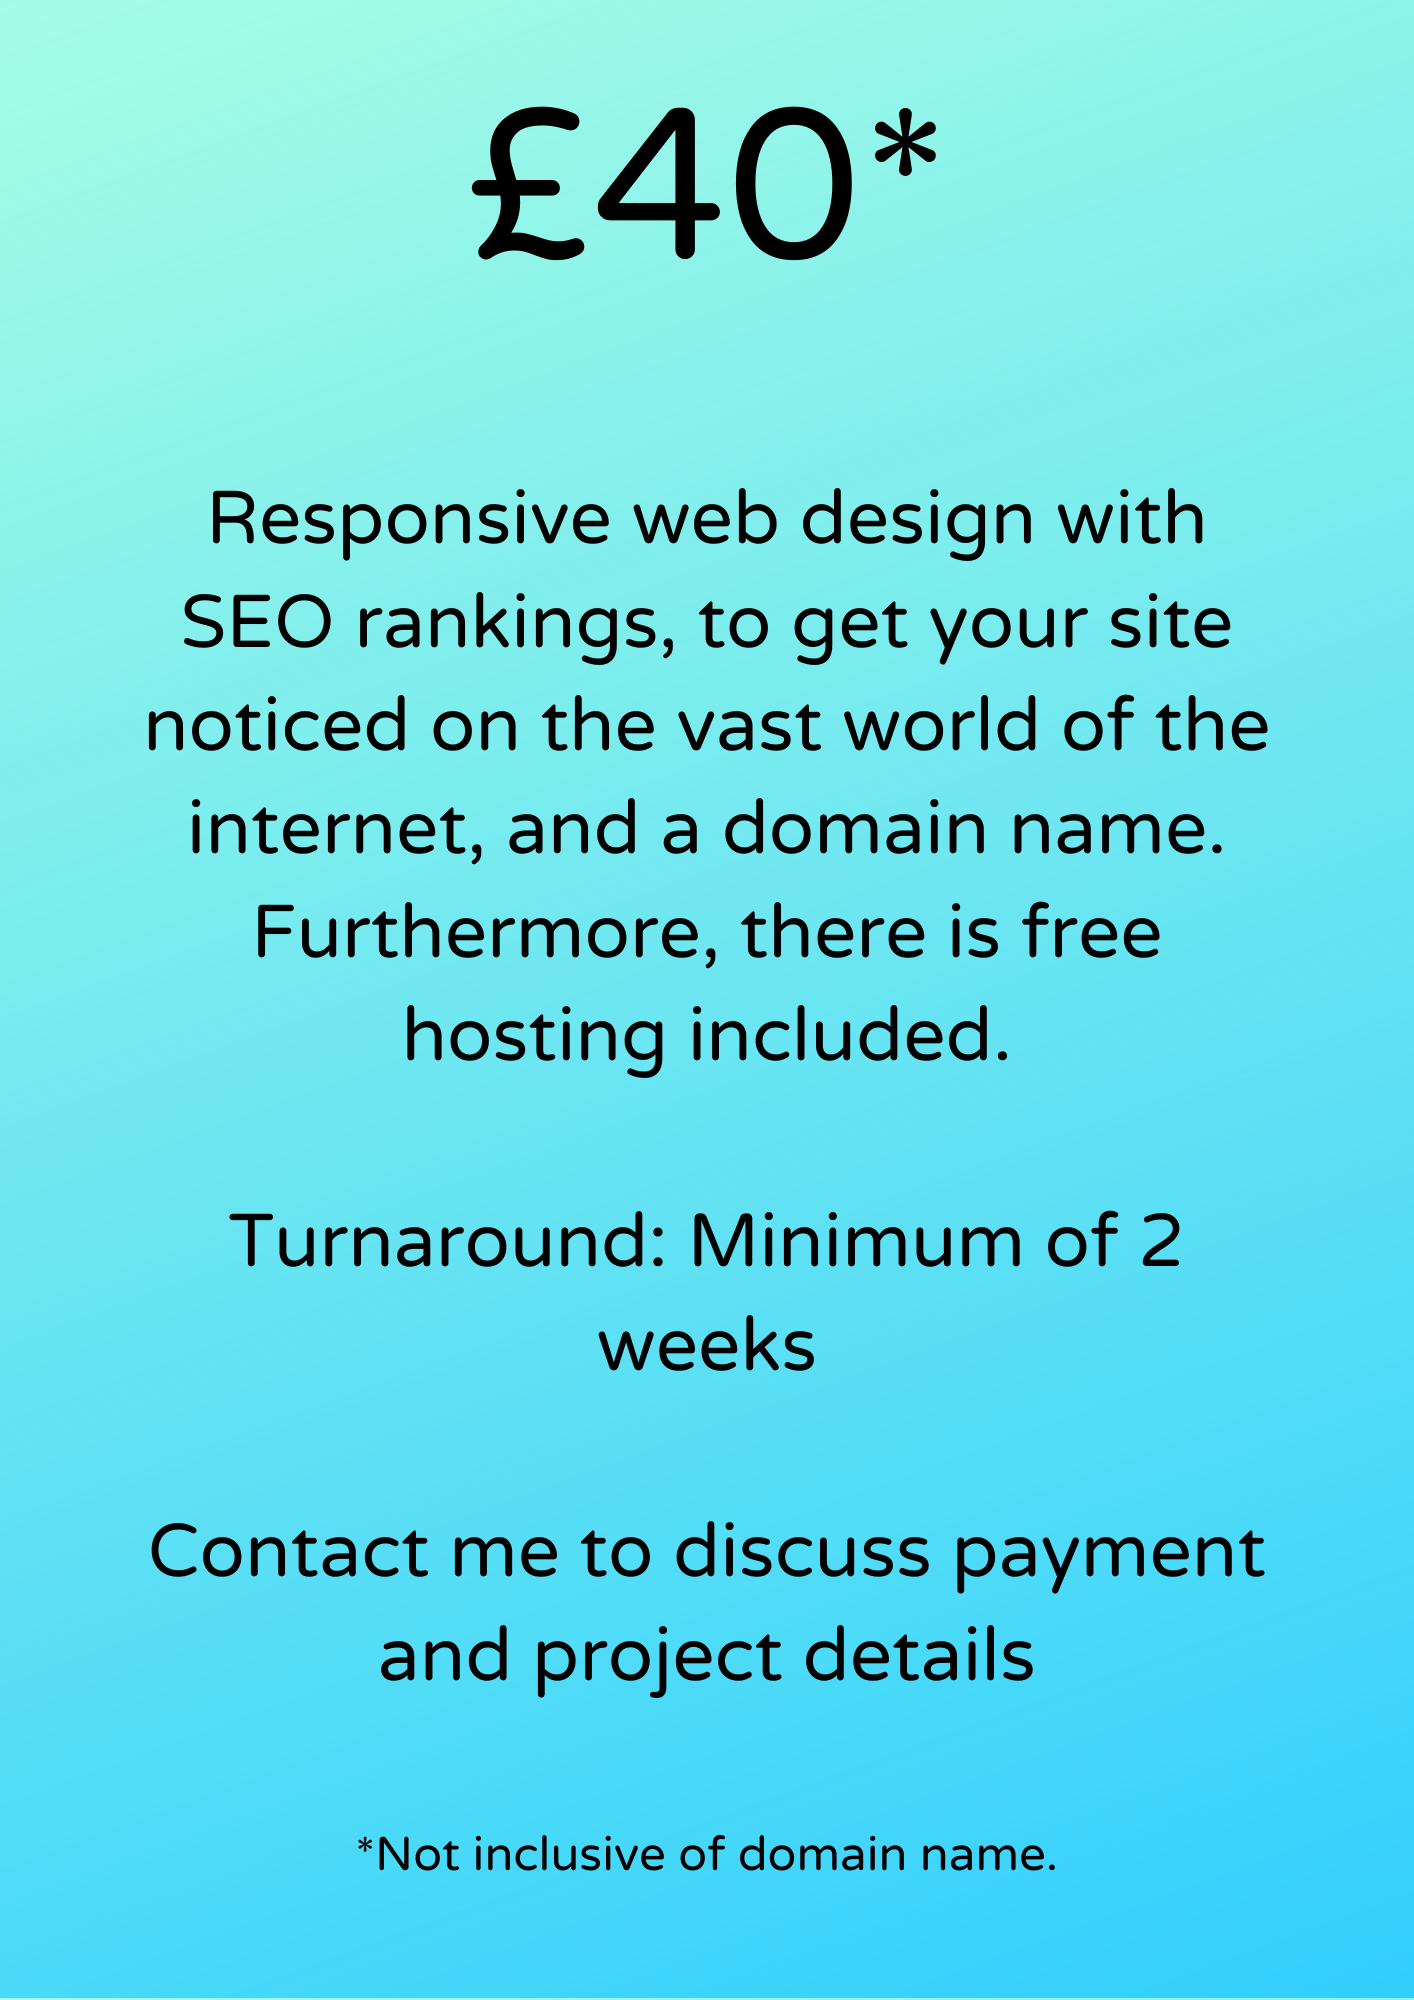 £40*
Responsive web design with
SEO rankings, to get your site
noticed on the vast world of the
internet, and a domain name.
Furthermore, there is free
hosting included.
Turnaround: Minimum of 2
weeks
Contact me to discuss payment
and project details
*Not inclusive of domain name.